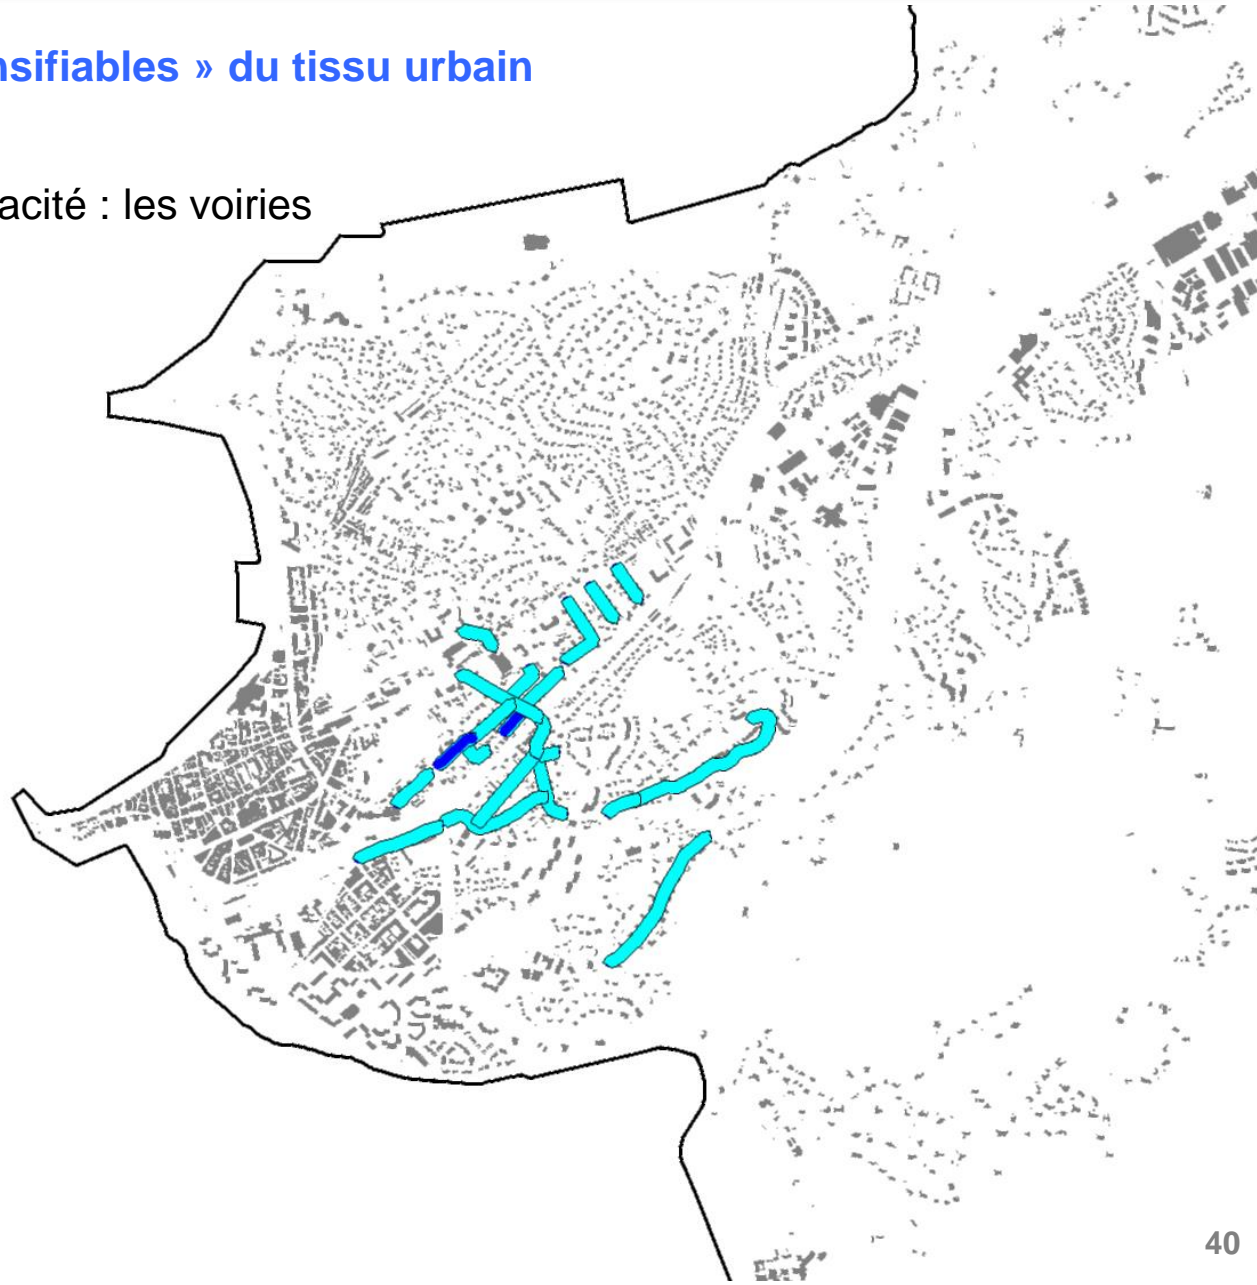 nsifiables » du tissu urbain
acité : les voiries
40